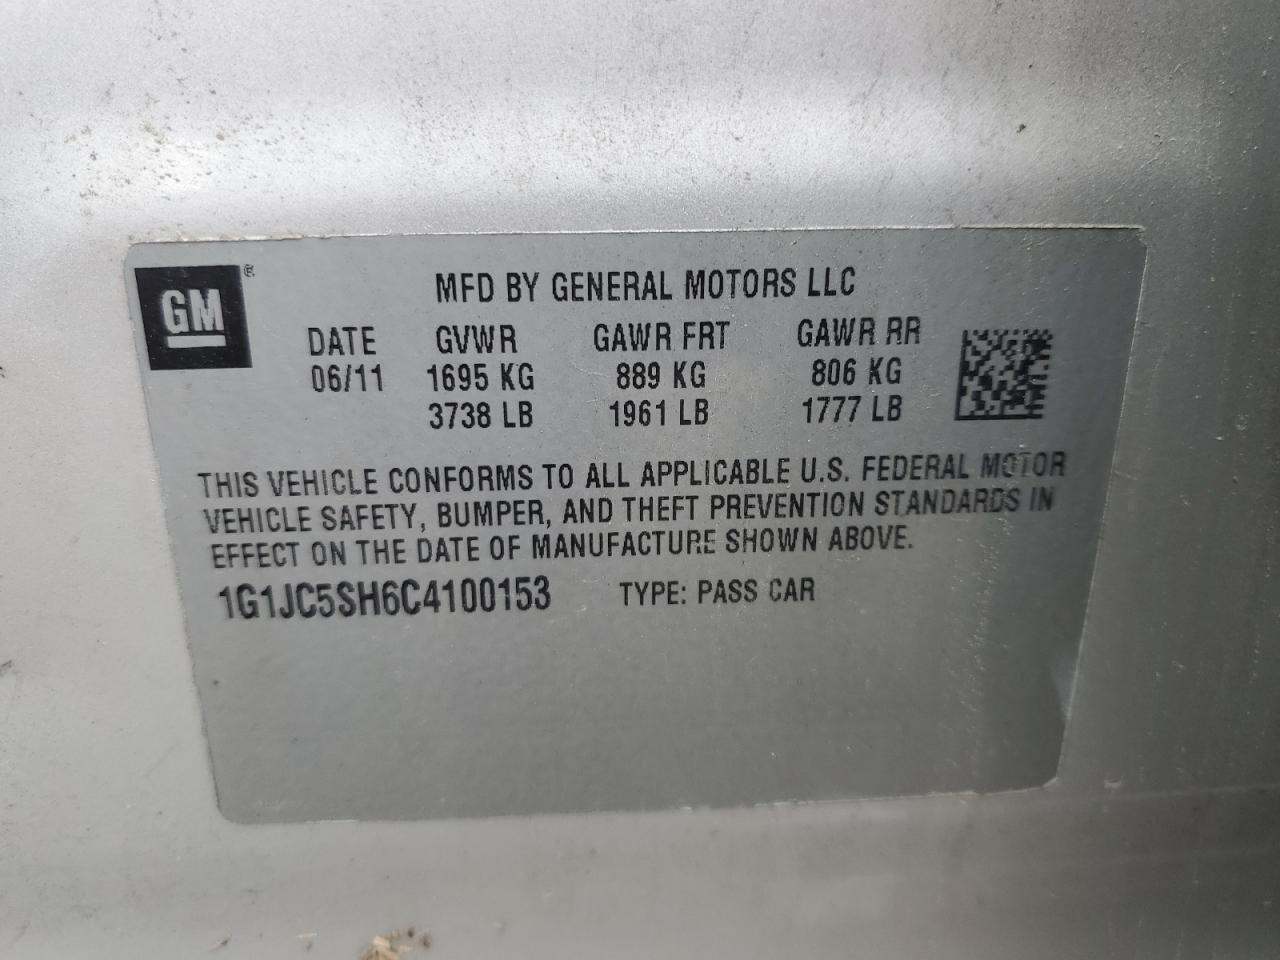 GM ®
MFD BY GENERAL MOTORS LLC
DATE GVWR GAWR FRT GAWR RR
06/11 1695 KG 889 KG 806 KG
3738 LB 1961 LB 1777 LB
THIS VEHICLE CONFORMS TO ALL APPLICABLE U.S. FEDERAL MOTOR
VEHICLE SAFETY, BUMPER, AND THEFT PREVENTION STANDARDS IN
EFFECT ON THE DATE OF MANUFACTURE SHOWN ABOVE.
1G1JC5SH6C4100153 TYPE: PASS CAR